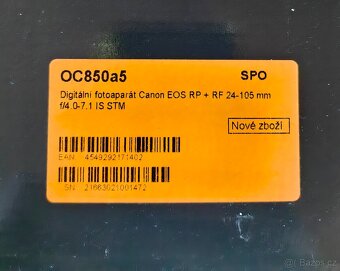 OC850a5 SPO
Digitální fotoaparát Canon EOS RP + RF 24-105 mm
f/4.0-7.1 IS STM
Nové zboží
EAN: 4549292171402
SN: 21663021001472
© Bazos.cz